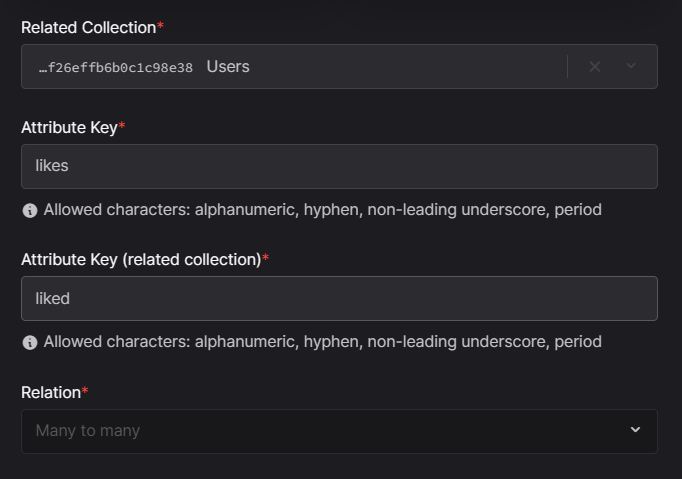 Related Collection*
…f26effb6b0c1c98e38 Users
Attribute Key*
likes
Allowed characters: alphanumeric, hyphen, non-leading underscore, period
Attribute Key (related collection)*
liked
Allowed characters: alphanumeric, hyphen, non-leading underscore, period
Relation*
Many to many